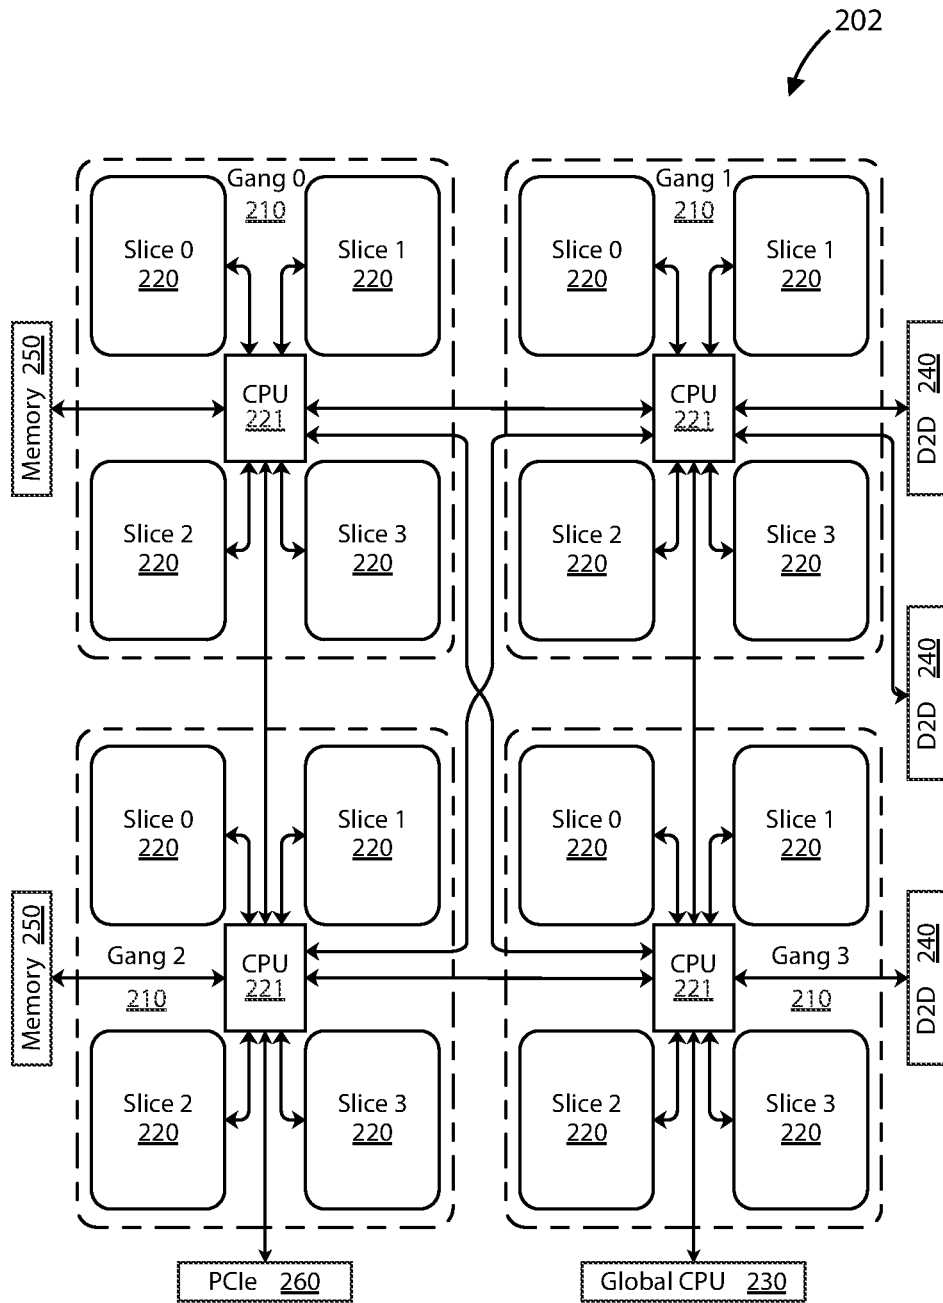 202
Gang 0
210
Slice 0
220
Slice 1
220
CPU
221
Slice 2
220
Slice 3
220
Memory 250
Gang 1
210
Slice 0
220
Slice 1
220
CPU
221
Slice 2
220
Slice 3
220
D2D 240
D2D 240
Slice 0
220
Slice 1
220
Gang 2
210
CPU
221
Slice 2
220
Slice 3
220
Memory 250
Slice 0
220
Slice 1
220
CPU
221
Gang 3
210
Slice 2
220
Slice 3
220
D2D 240
PCIe 260
Global CPU 230